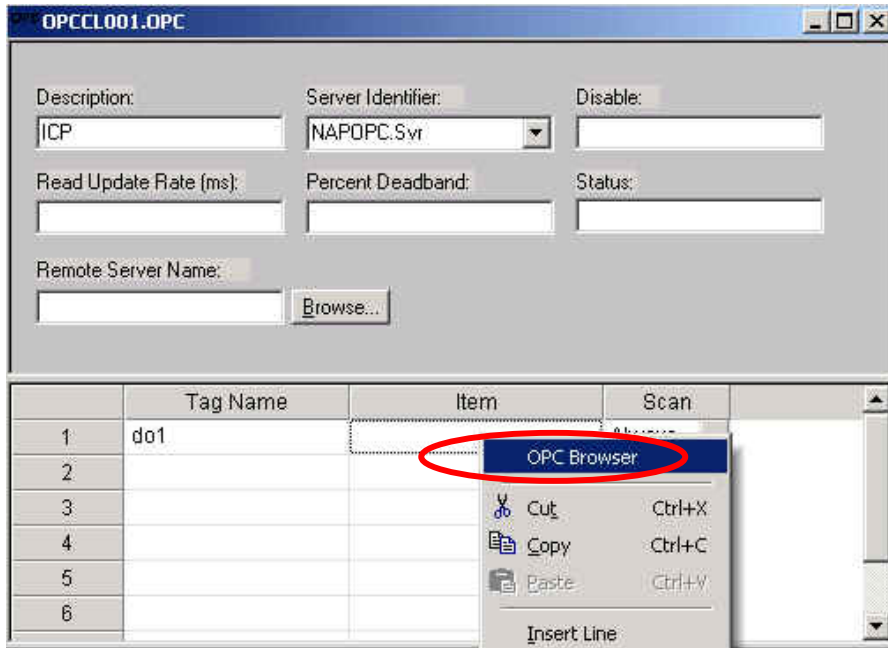 OPCCL001.OPC
Description: Server Identifier: Disable:
ICP NAPOPC.Svr
Read Update Rate (ms): Percent Deadband: Status:
Remote Server Name:
Browse...
Tag Name Item Scan
1 do1
OPC Browser
2
3 Cut Ctrl+X
4 Copy Ctrl+C
5 Paste Ctrl+V
6
Insert Line